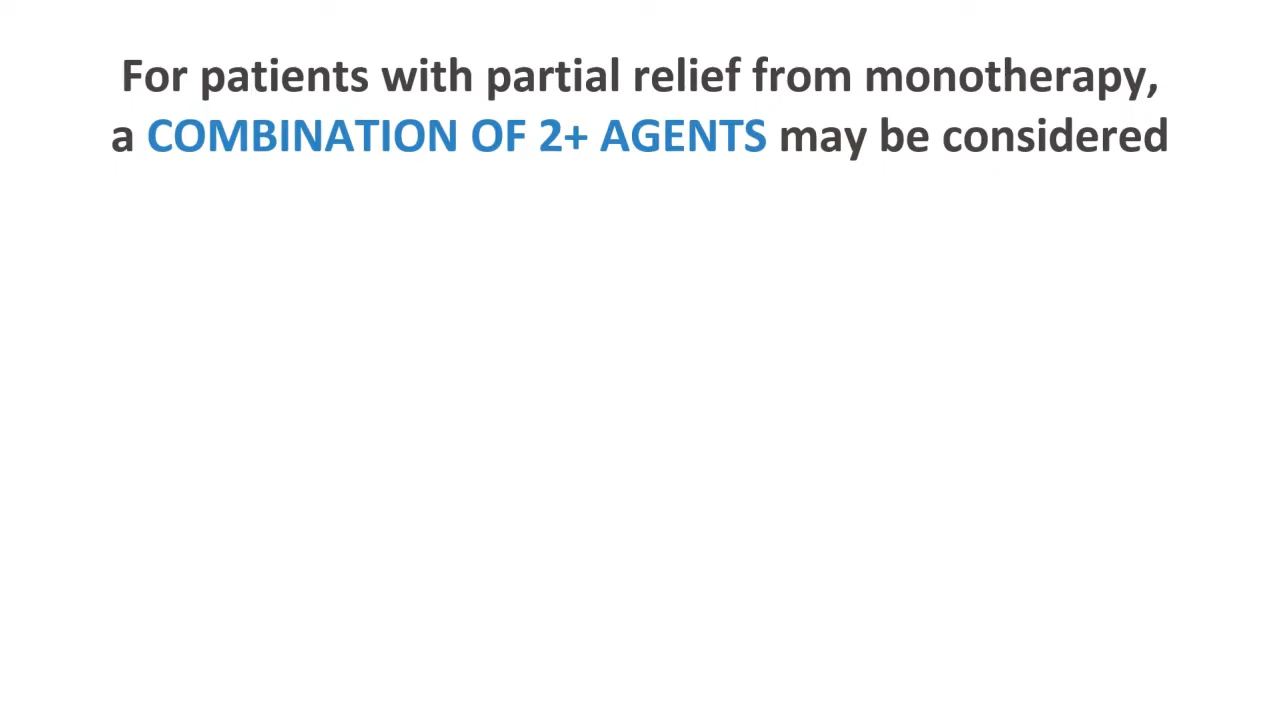 For patients with partial relief from monotherapy,
a COMBINATION OF 2+ AGENTS may be considered